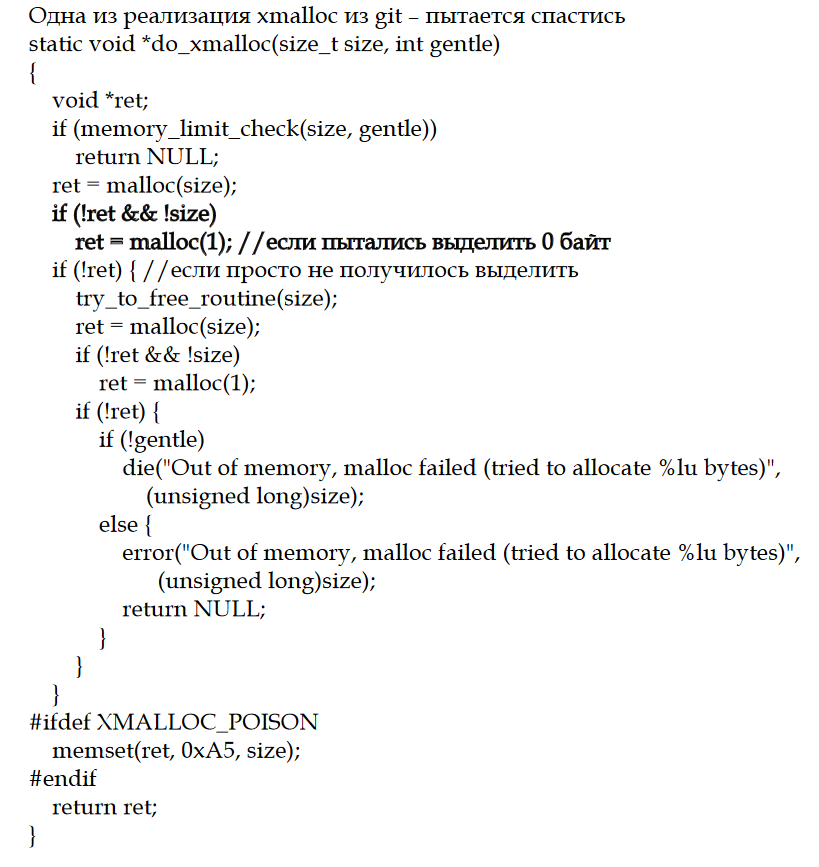 Одна из реализация xmalloc из git – пытается спастись
static void *do_xmalloc(size_t size, int gentle)
{
    void *ret;
    if (memory_limit_check(size, gentle))
        return NULL;
    ret = malloc(size);
    if (!ret && !size)
        ret = malloc(1); //если пытались выделить 0 байт
    if (!ret) { //если просто не получилось выделить
        try_to_free_routine(size);
        ret = malloc(size);
        if (!ret && !size)
            ret = malloc(1);
        if (!ret) {
            if (!gentle)
                die("Out of memory, malloc failed (tried to allocate %lu bytes)",
                    (unsigned long)size);
            else {
                error("Out of memory, malloc failed (tried to allocate %lu bytes)",
                      (unsigned long)size);
                return NULL;
            }
        }
    }
#ifdef XMALLOC_POISON
    memset(ret, 0xA5, size);
#endif
    return ret;
}